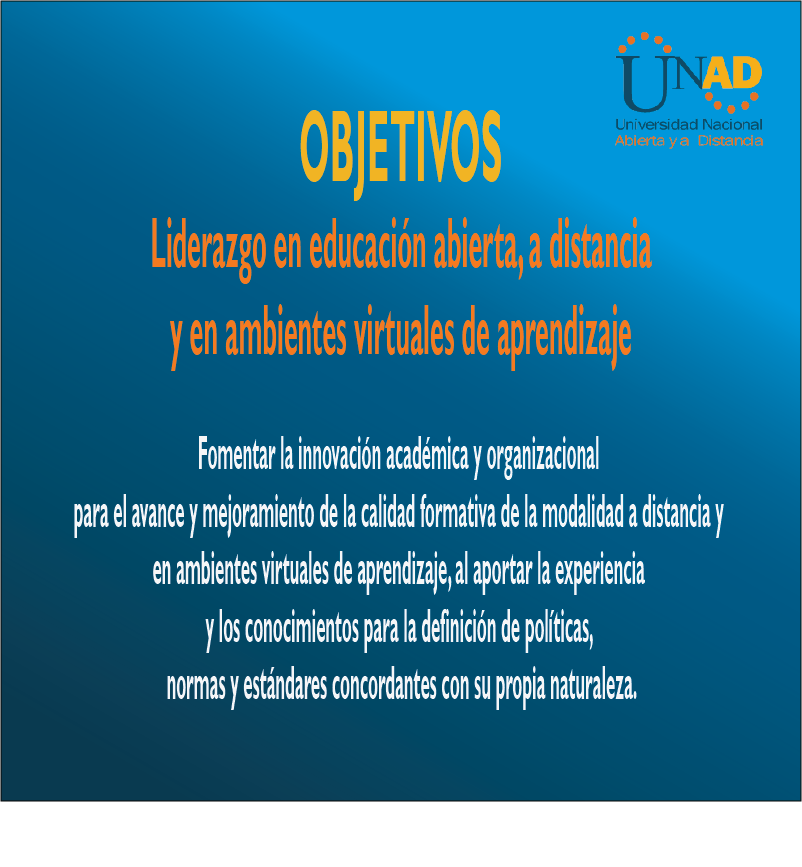 UNAD
Universidad Nacional
Abierta y a Distancia
OBJETIVOS
Liderazgo en educación abierta, a distancia
y en ambientes virtuales de aprendizaje
Fomentar la innovación académica y organizacional
para el avance y mejoramiento de la calidad formativa de la modalidad a distancia y
en ambientes virtuales de aprendizaje, al aportar la experiencia
y los conocimientos para la definición de políticas,
normas y estándares concordantes con su propia naturaleza.